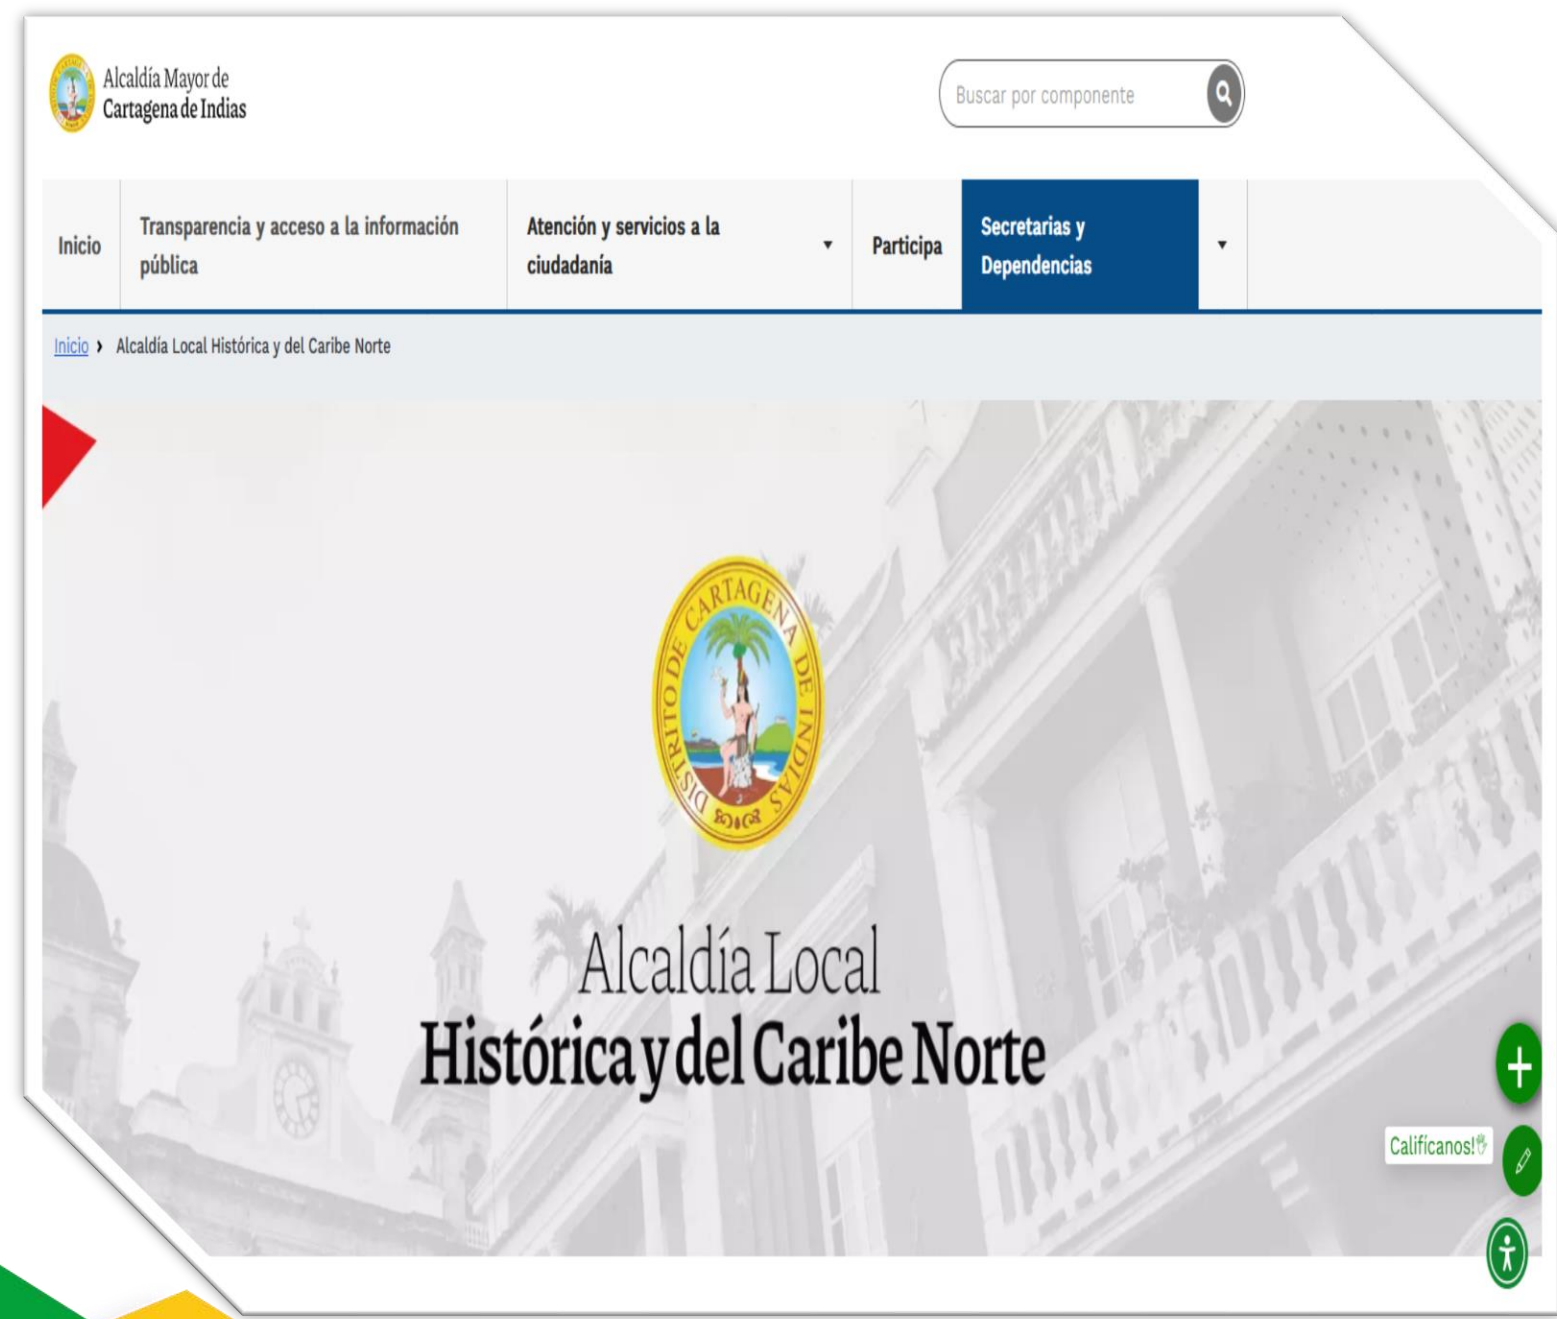 Alcaldía Mayor de
Cartagena de Indias
Buscar por componente
Inicio
Transparencia y acceso a la información
pública
Atención y servicios a la
ciudadanía
Participa
Secretarias y
Dependencias
Inicio › Alcaldía Local Histórica y del Caribe Norte
DISTRITO DE CARTAGENA DE INDIAS
Alcaldía Local
Histórica y del Caribe Norte
Califícanos!